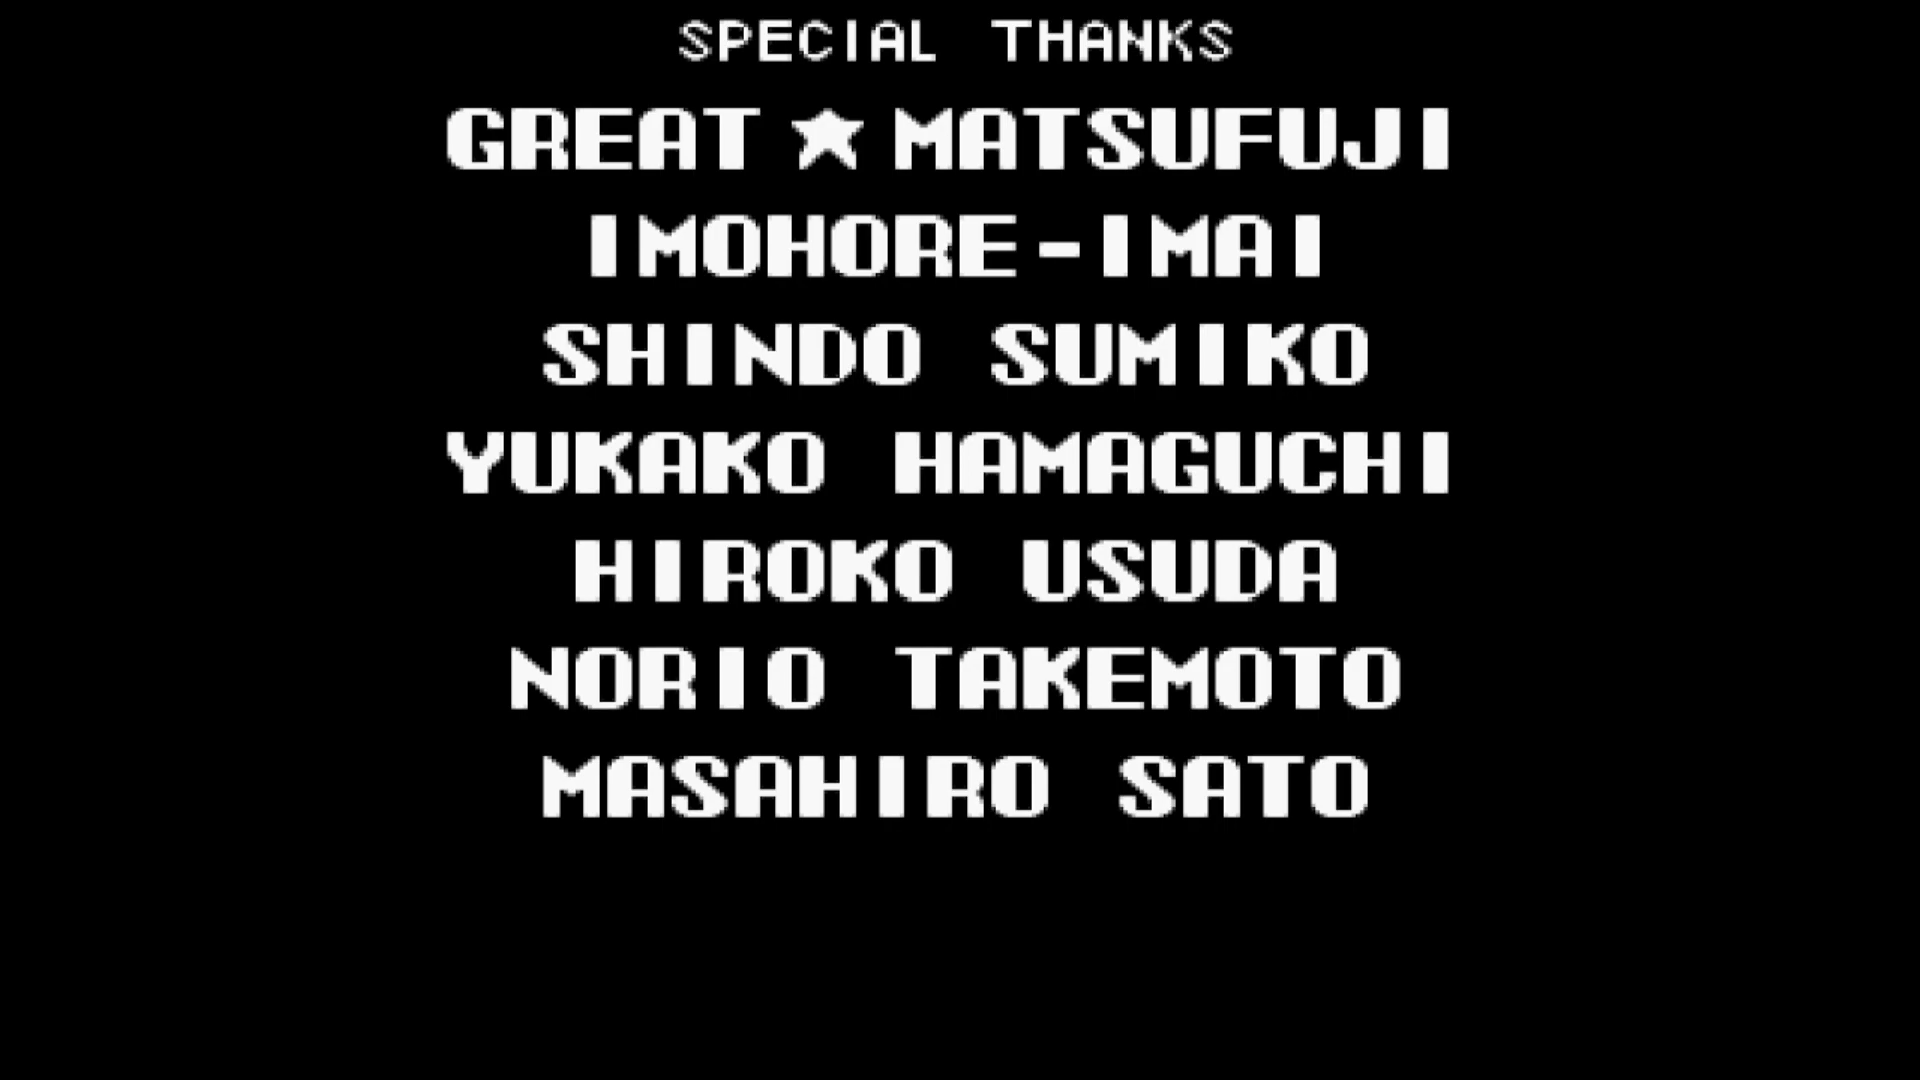 SPECIAL THANKS
GREAT★MATSUFUJI
IMOHORE-IMAI
SHINDO SUMIKO
YUKAKO HAMAGUCHI
HIROKO USUDA
NORIO TAKEMOTO
MASAHIRO SATO